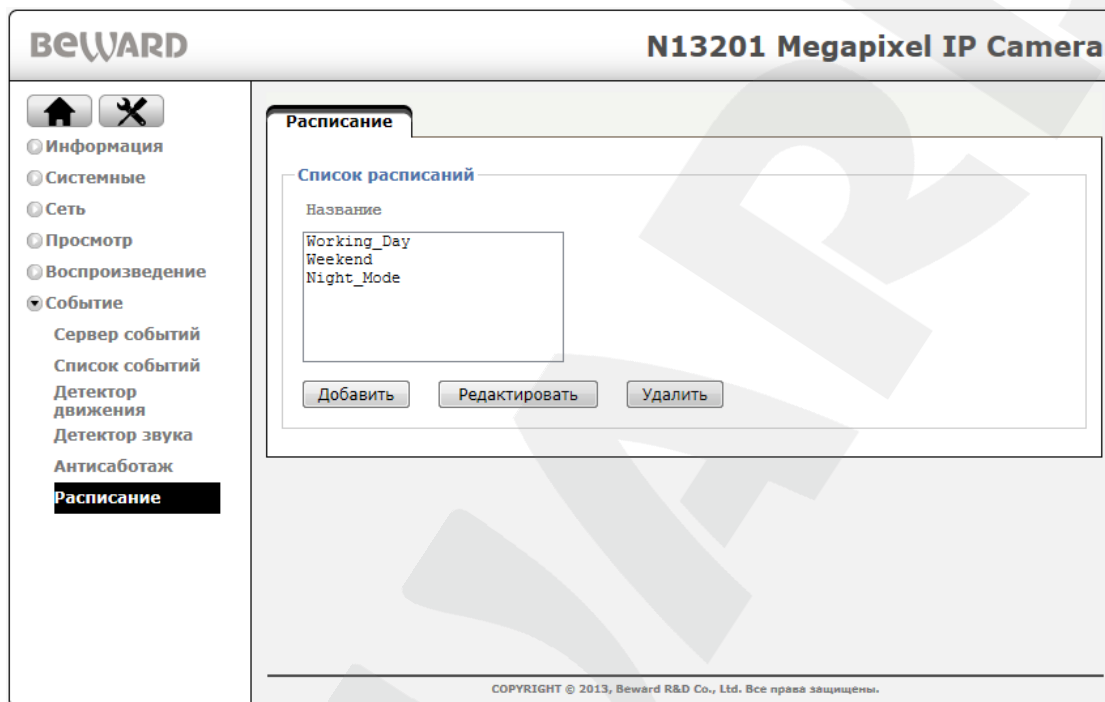 BEWARD
N13201 Megapixel IP Camera
Информация
Системные
Сеть
Просмотр
Воспроизведение
Событие
Сервер событий
Список событий
Детектор
движения
Детектор звука
Антисаботаж
Расписание
Расписание
Список расписаний
Название
Working_Day
Weekend
Night_Mode
Добавить
Редактировать
Удалить
COPYRIGHT © 2013, Beward R&D Co., Ltd. Все права защищены.